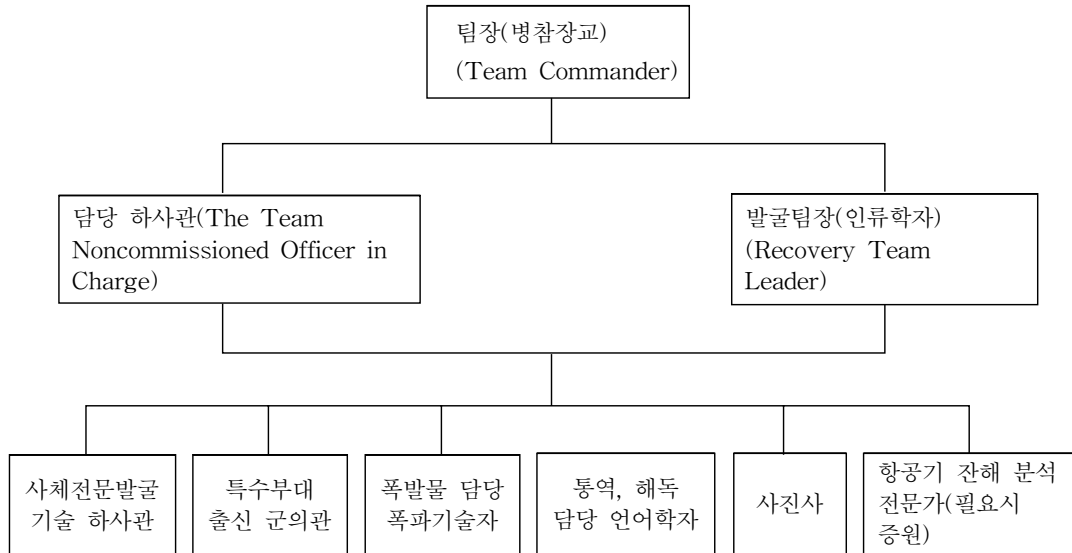 팀장(병참장교)
(Team Commander)
담당 하사관(The Team
Noncommissioned Officer in
Charge)
발굴팀장(인류학자)
(Recovery Team
Leader)
사체전문발굴
기술 하사관
특수부대
출신 군의관
폭발물 담당
폭파기술자
통역, 해독
담당 언어학자
사진사
항공기 잔해 분석
전문가(필요시
증원)